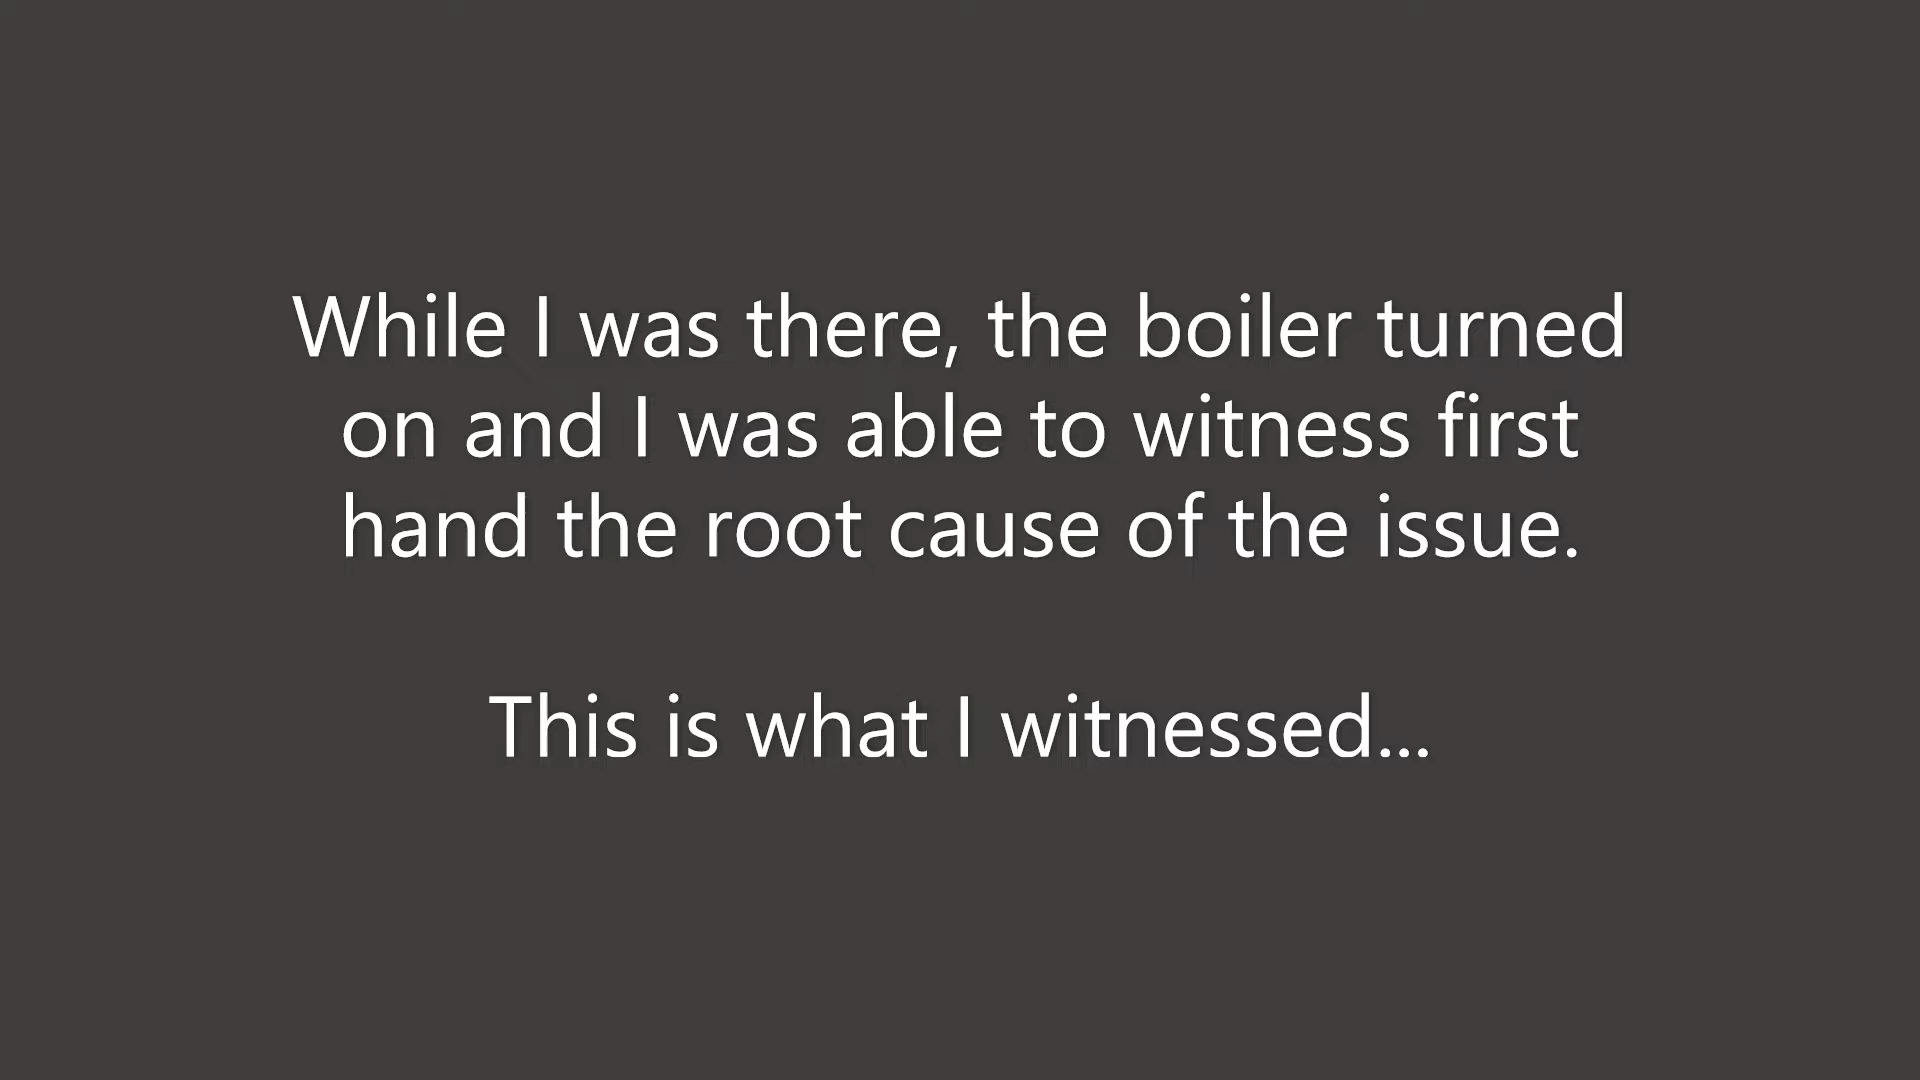 While I was there, the boiler turned
on and I was able to witness first
hand the root cause of the issue.
This is what I witnessed...